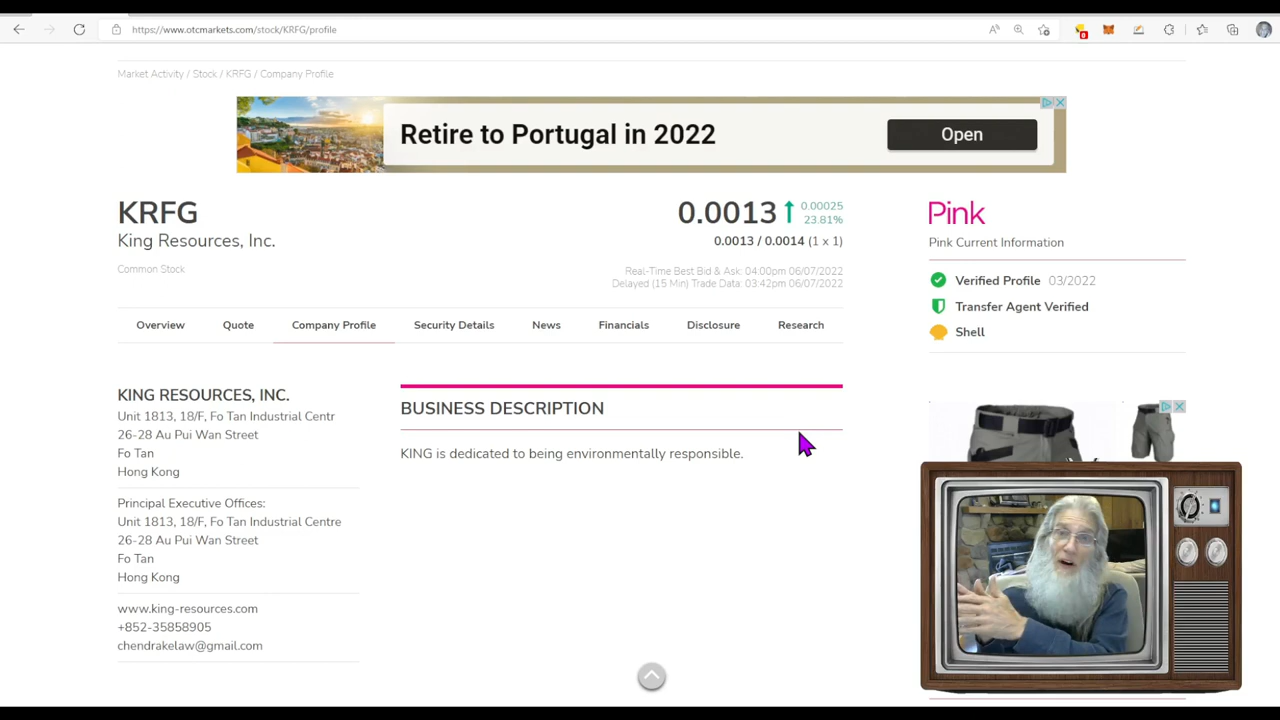 https://www.otcmarkets.com/stock/KRFG/profile
Market Activity / Stock / KRFG / Company Profile
Retire to Portugal in 2022
Open
KRFG
King Resources, Inc.
Common Stock
0.0013
0.00025
23.81%
0.0013 / 0.0014 (1 x 1)
Real-Time Best Bid & Ask: 04:00pm 06/07/2022
Delayed (15 Min) Trade Data: 03:42pm 06/07/2022
Pink
Pink Current Information
Verified Profile 03/2022
Transfer Agent Verified
Shell
Overview Quote Company Profile Security Details News Financials Disclosure Research
KING RESOURCES, INC.
Unit 1813, 18/F, Fo Tan Industrial Centr
26-28 Au Pui Wan Street
Fo Tan
Hong Kong
Principal Executive Offices:
Unit 1813, 18/F, Fo Tan Industrial Centre
26-28 Au Pui Wan Street
Fo Tan
Hong Kong
www.king-resources.com
+852-35858905
chendrakelaw@gmail.com
BUSINESS DESCRIPTION
KING is dedicated to being environmentally responsible.